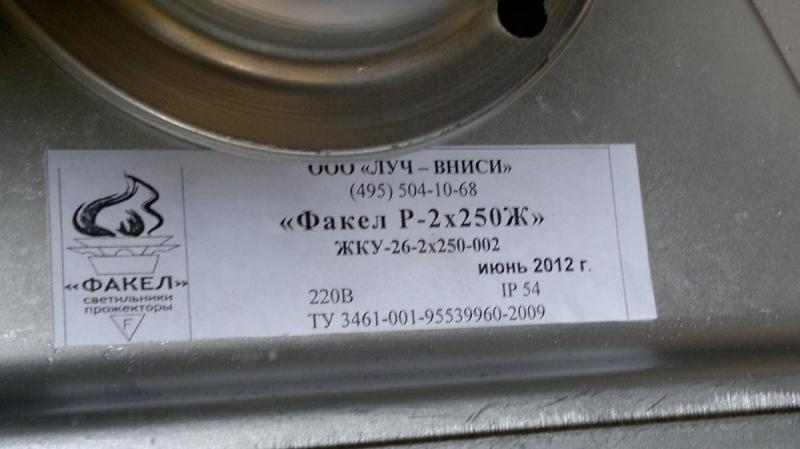 ООО «ЛУЧ – ВНИСИ»
(495) 504-10-68
«Факел Р-2х250Ж»
ЖКУ-26-2х250-002
июнь 2012 г.
220В IP 54
ТУ 3461-001-95539960-2009
«ФАКЕЛ»
светильники
прожекторы
F